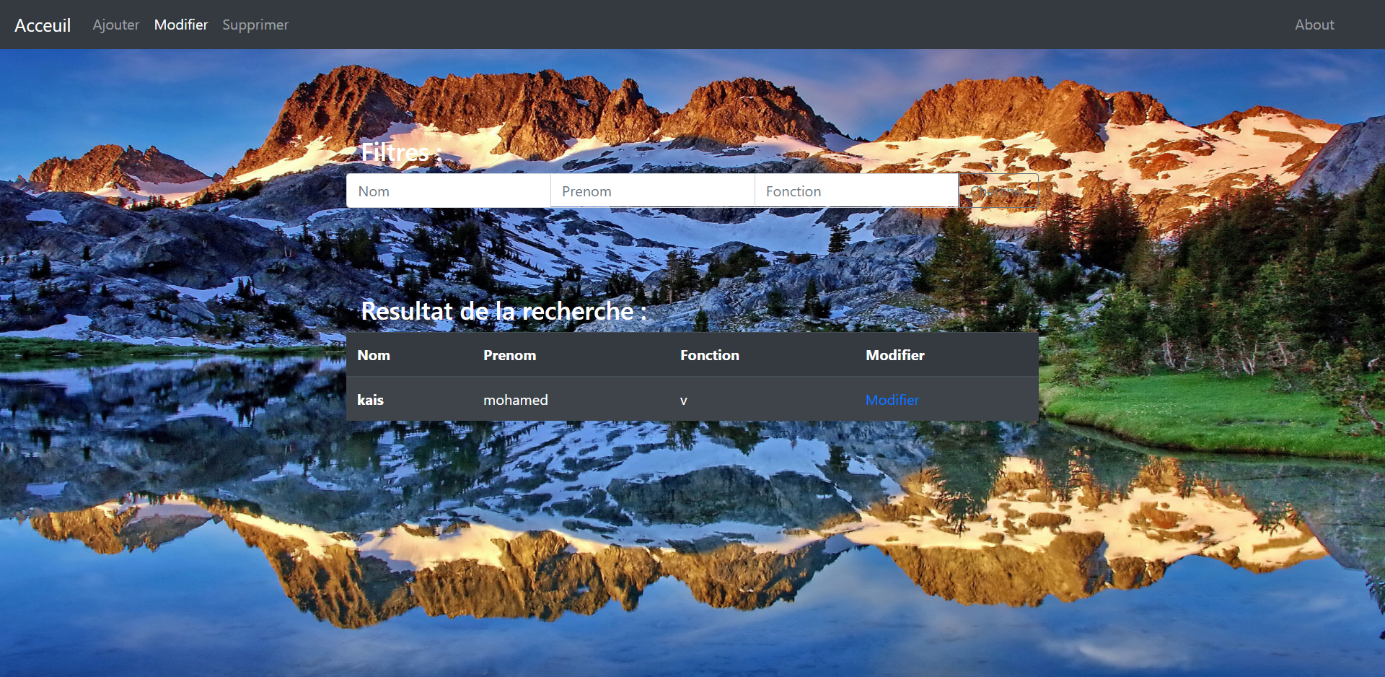 Acceuil Ajouter Modifier Supprimer About
Filtres :
Nom Prenom Fonction
Resultat de la recherche :
Nom Prenom Fonction Modifier
kais mohamed v Modifier